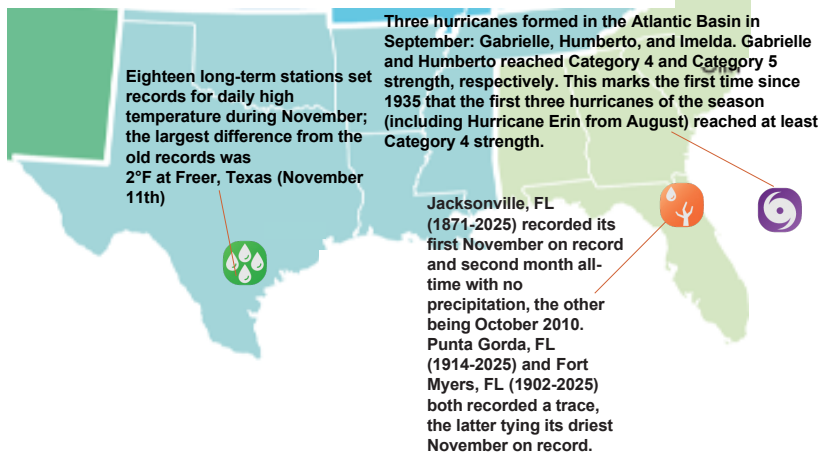 Three hurricanes formed in the Atlantic Basin in
September: Gabrielle, Humberto, and Imelda. Gabrielle
and Humberto reached Category 4 and Category 5
strength, respectively. This marks the first time since
1935 that the first three hurricanes of the season
(including Hurricane Erin from August) reached at least
Category 4 strength.
Eighteen long-term stations set
records for daily high
temperature during November;
the largest difference from the
old records was
2°F at Freer, Texas (November
11th)
Jacksonville, FL
(1871-2025) recorded its
first November on record
and second month all-
time with no
precipitation, the other
being October 2010.
Punta Gorda, FL
(1914-2025) and Fort
Myers, FL (1902-2025)
both recorded a trace,
the latter tying its driest
November on record.